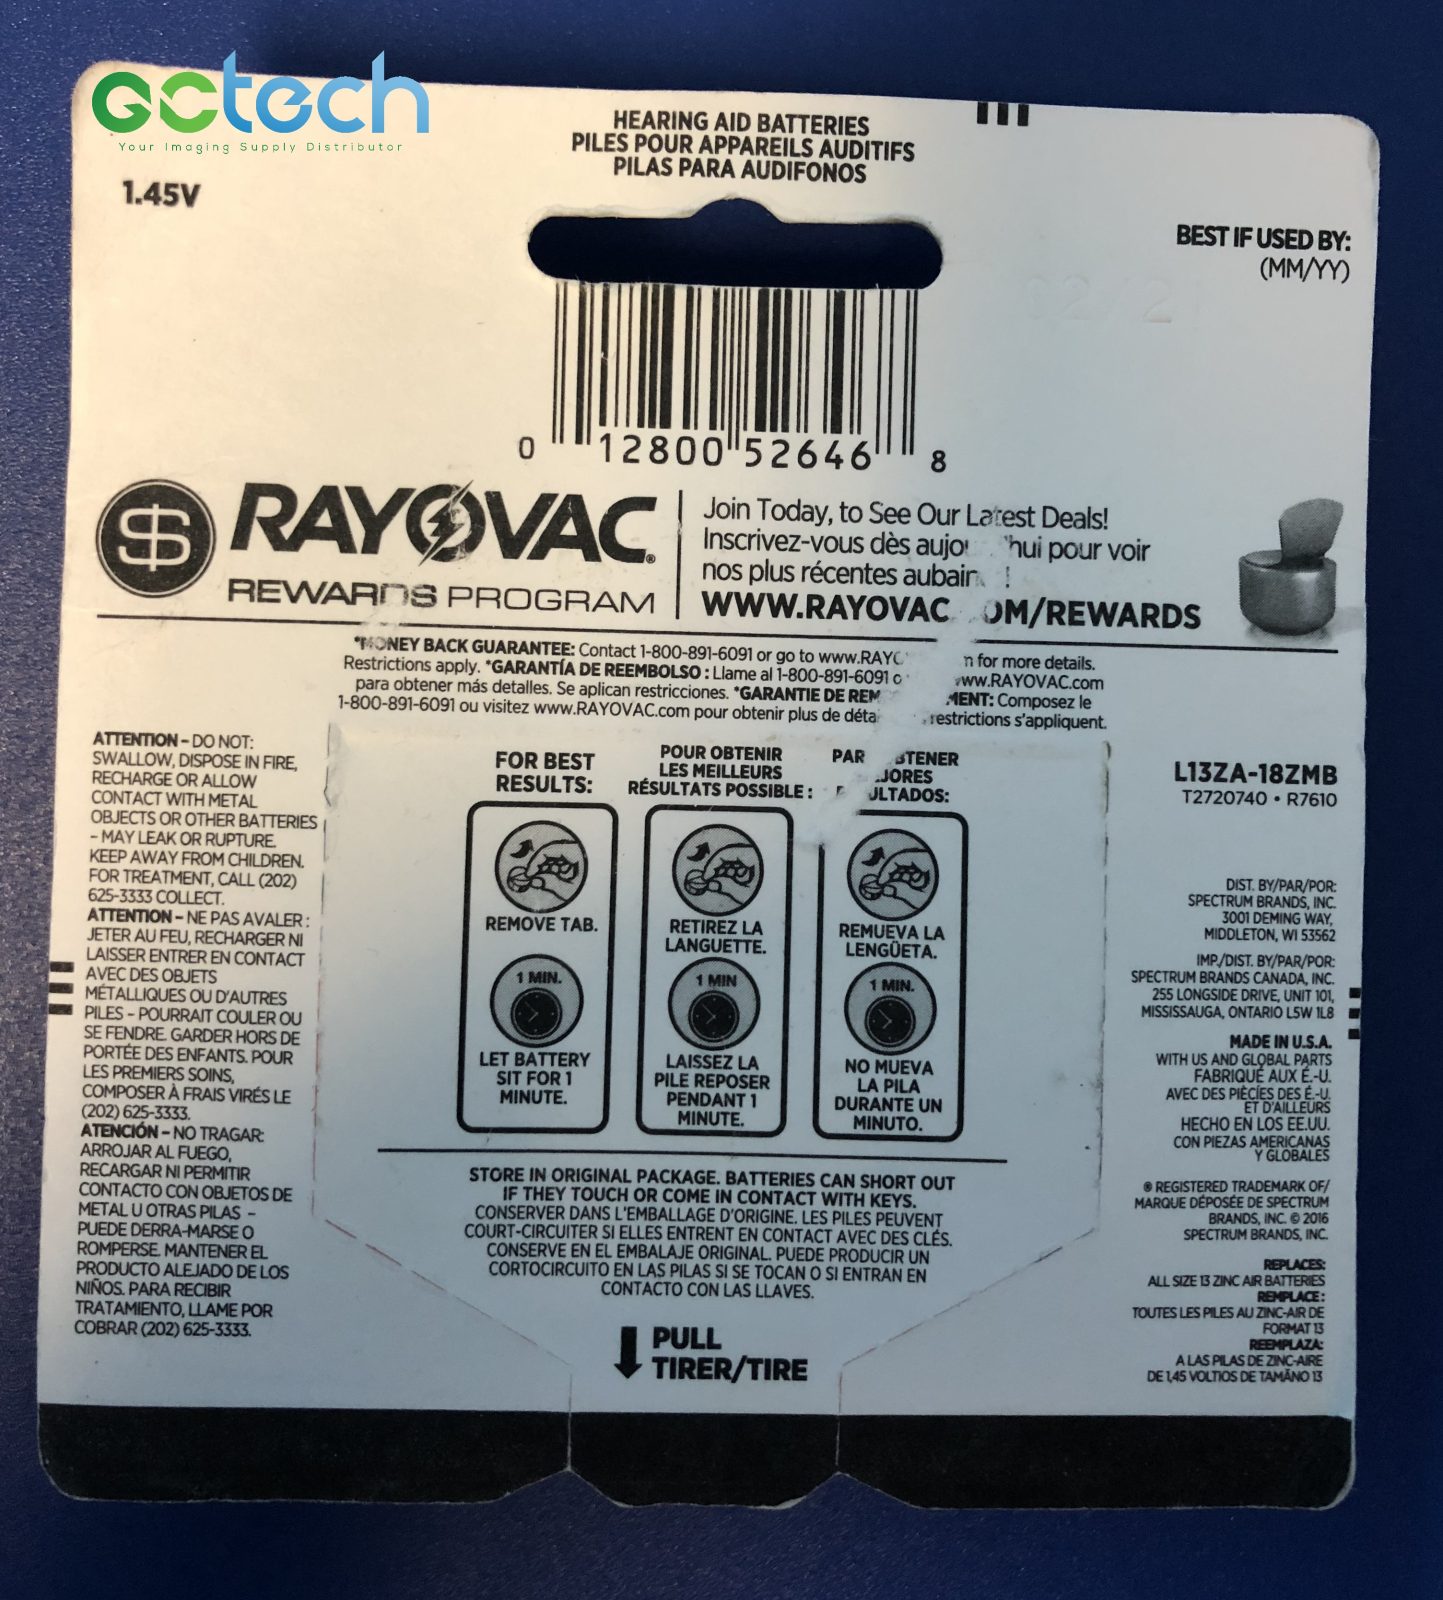 GCtech
Your Imaging Supply Distributor
HEARING AID BATTERIES
PILES POUR APPAREILS AUDITIFS
PILAS PARA AUDIFONOS
1.45V
BEST IF USED BY:
(MM/YY)
0 12800 52646 8
RAYOVAC®
REWARDS PROGRAM
Join Today, to See Our Latest Deals!
Inscrivez-vous dès aujo 'hui pour voir
nos plus récentes aubain !
WWW.RAYOVAC OM/REWARDS
*MONEY BACK GUARANTEE: Contact 1-800-891-6091 or go to www.RAYO n for more details.
Restrictions apply. *GARANTÍA DE REEMBOLSO : Llame al 1-800-891-6091 o www.RAYOVAC.com
para obtener más detalles. Se aplican restricciones. *GARANTIE DE REM MENT: Composez le
1-800-891-6091 ou visitez www.RAYOVAC.com pour obtenir plus de déta restrictions s'appliquent.
ATTENTION – DO NOT:
SWALLOW, DISPOSE IN FIRE,
RECHARGE OR ALLOW
CONTACT WITH METAL
OBJECTS OR OTHER BATTERIES
– MAY LEAK OR RUPTURE.
KEEP AWAY FROM CHILDREN.
FOR TREATMENT, CALL (202)
625-3333 COLLECT.
ATTENTION – NE PAS AVALER :
JETER AU FEU, RECHARGER NI
LAISSER ENTRER EN CONTACT
AVEC DES OBJETS
MÉTALLIQUES OU D'AUTRES
PILES – POURRAIT COULER OU
SE FENDRE. GARDER HORS DE
PORTÉE DES ENFANTS. POUR
LES PREMIERS SOINS,
COMPOSER À FRAIS VIRÉS LE
(202) 625-3333.
ATENCIÓN – NO TRAGAR:
ARROJAR AL FUEGO,
RECARGAR NI PERMITIR
CONTACTO CON OBJETOS DE
METAL U OTRAS PILAS –
PUEDE DERRA-MARSE O
ROMPERSE. MANTENER EL
PRODUCTO ALEJADO DE LOS
NIÑOS. PARA RECIBIR
TRATAMIENTO, LLAME POR
COBRAR (202) 625-3333.
FOR BEST
RESULTS:
REMOVE TAB.
1 MIN.
LET BATTERY
SIT FOR 1
MINUTE.
POUR OBTENIR
LES MEILLEURS
RÉSULTATS POSSIBLE :
RETIREZ LA
LANGUETTE.
1 MIN
LAISSEZ LA
PILE REPOSER
PENDANT 1
MINUTE.
PAR BTENER
JORES
ULTADOS:
REMUEVA LA
LENGÜETA.
1 MIN.
NO MUEVA
LA PILA
DURANTE UN
MINUTO.
STORE IN ORIGINAL PACKAGE. BATTERIES CAN SHORT OUT
IF THEY TOUCH OR COME IN CONTACT WITH KEYS.
CONSERVER DANS L'EMBALLAGE D'ORIGINE. LES PILES PEUVENT
COURT-CIRCUITER SI ELLES ENTRENT EN CONTACT AVEC DES CLÉS.
CONSERVE EN EL EMBALAJE ORIGINAL. PUEDE PRODUCIR UN
CORTOCIRCUITO EN LAS PILAS SI SE TOCAN O SI ENTRAN EN
CONTACTO CON LAS LLAVES.
PULL
TIRER/TIRE
L13ZA-18ZMB
T2720740 • R7610
DIST. BY/PAR/POR:
SPECTRUM BRANDS, INC.
3001 DEMING WAY,
MIDDLETON, WI 53562
IMP./DIST. BY/PAR/POR:
SPECTRUM BRANDS CANADA, INC.
255 LONGSIDE DRIVE, UNIT 101,
MISSISSAUGA, ONTARIO L5W 1L8
MADE IN U.S.A.
WITH US AND GLOBAL PARTS
FABRIQUÉ AUX É.-U.
AVEC DES PIÈCES DES É.-U.
ET D'AILLEURS
HECHO EN LOS EE.UU.
CON PIEZAS AMERICANAS
Y GLOBALES
® REGISTERED TRADEMARK OF/
MARQUE DÉPOSÉE DE SPECTRUM
BRANDS, INC. © 2016
SPECTRUM BRANDS, INC.
REPLACES:
ALL SIZE 13 ZINC AIR BATTERIES
REMPLACE :
TOUTES LES PILES AU ZINC-AIR DE
FORMAT 13
REEMPLAZA:
A LAS PILAS DE ZINC-AIRE
DE 1,45 VOLTIOS DE TAMAÑO 13